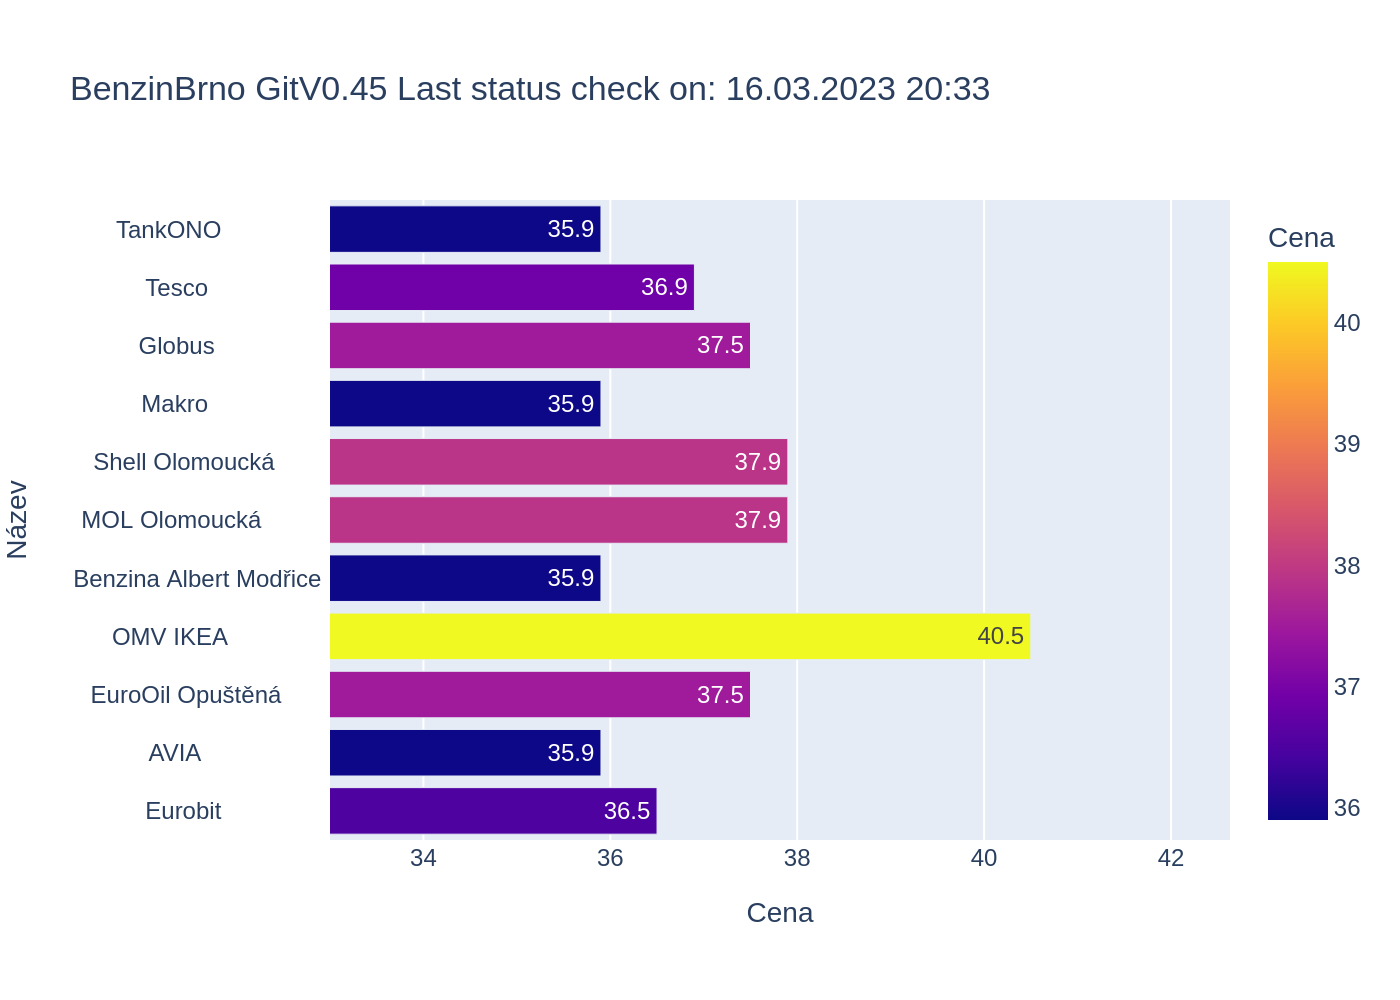 BenzinBrno GitV0.45 Last status check on: 16.03.2023 20:33
Název
TankONO 35.9
Tesco 36.9
Globus 37.5
Makro 35.9
Shell Olomoucká 37.9
MOL Olomoucká 37.9
Benzina Albert Modřice 35.9
OMV IKEA 40.5
EuroOil Opuštěná 37.5
AVIA 35.9
Eurobit 36.5
34 36 38 40 42
Cena
Cena
40
39
38
37
36